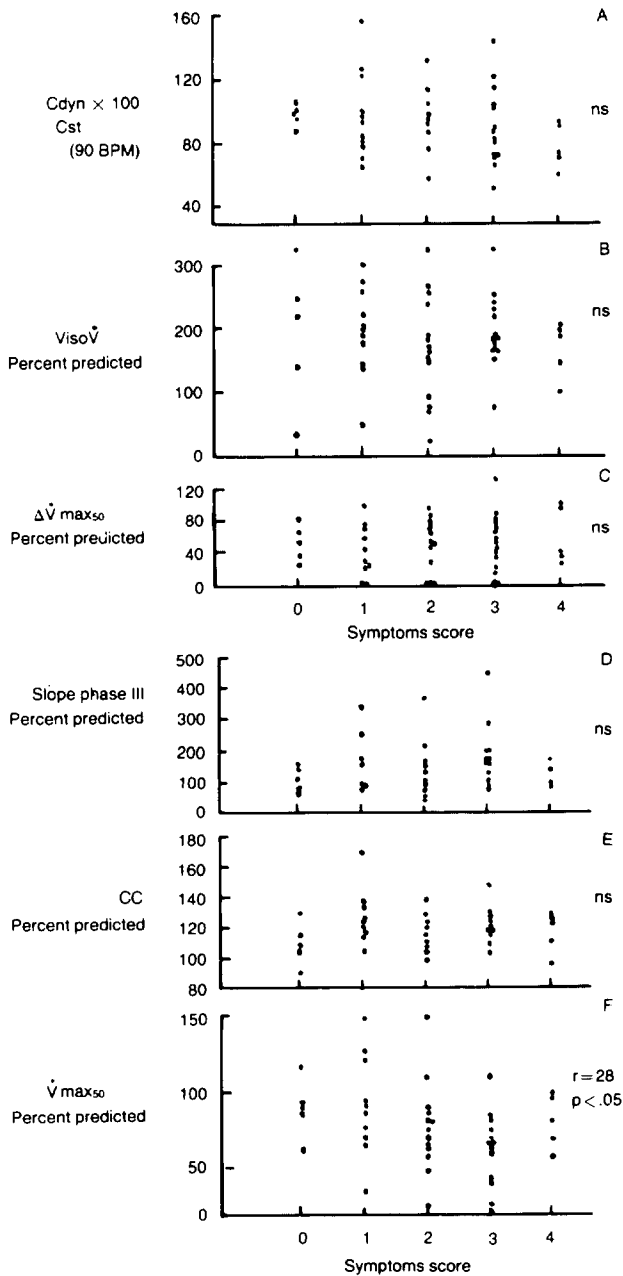 A
160
120
80
40
Cdyn × 100
Cst
(90 BPM)
ns
B
300
200
100
0
VisoV̇
Percent predicted
ns
C
120
80
40
0
ΔV̇ max₅₀
Percent predicted
ns
0 1 2 3 4
Symptoms score
D
500
400
300
200
100
0
Slope phase III
Percent predicted
ns
E
180
160
140
120
100
80
CC
Percent predicted
ns
F
150
100
50
0
V̇ max₅₀
Percent predicted
r=28
p<.05
0 1 2 3 4
Symptoms score